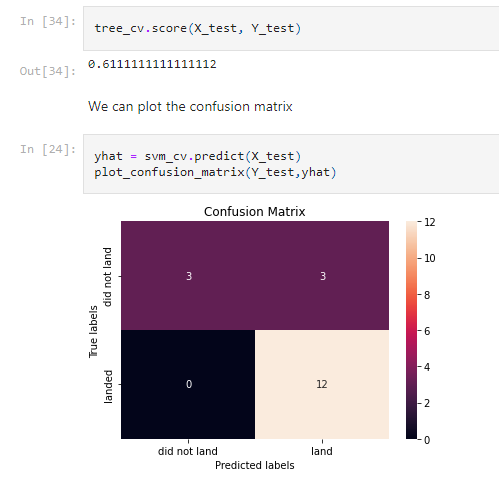 In [34]:
tree_cv.score(X_test, Y_test)
Out[34]:
0.6111111111111112
We can plot the confusion matrix
In [24]:
yhat = svm_cv.predict(X_test)
plot_confusion_matrix(Y_test,yhat)
Confusion Matrix
True labels
did not land
landed
3 3
0 12
did not land land
Predicted labels
12
10
8
6
4
2
0